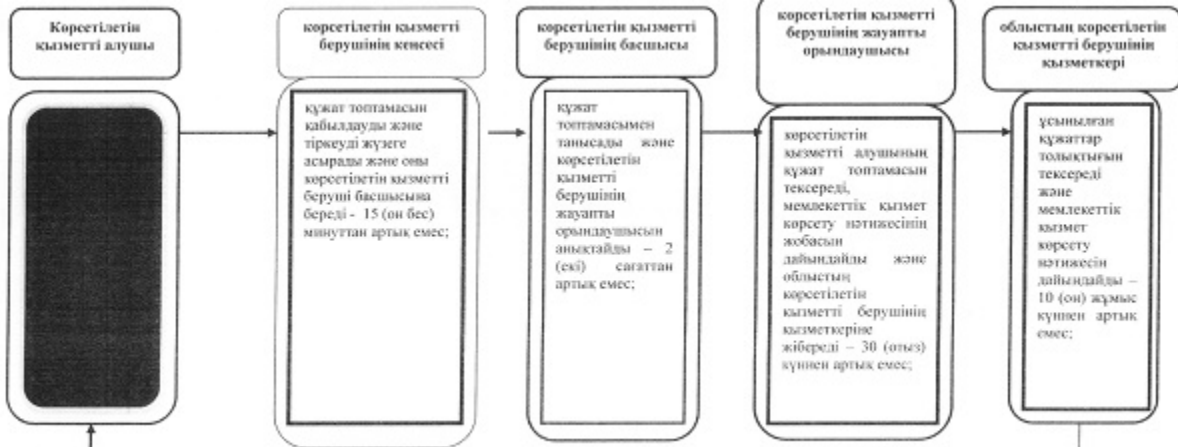 Көрсетілетін
қызметті алушы
көрсетілетін қызметті
берушінің кеңсесі
көрсетілетін қызметті
берушінің басшысы
көрсетілетін қызметті
берушінің жауапты
орындаушысы
облыстың көрсетілетін
қызметті берушінің
қызметкері
құжат топтамасын
қабылдауды және
тіркеуді жүзеге
асырады және оны
көрсетілетін қызметті
беруші басшысына
береді - 15 (он бес)
минуттан артық емес;
құжат
топтамасымен
танысады және
көрсетілетін
қызметті
берушінің
жауапты
орындаушысын
анықтайды – 2
(екі) сағаттан
артық емес;
көрсетілетін
қызметті алушының
құжат топтамасын
тексереді,
мемлекеттік қызмет
көрсету нәтижесінің
жобасын
дайындайды және
облыстың
көрсетілетін
қызметті берушінің
қызметкеріне
жібереді – 30 (отыз)
күннен артық емес;
ұсынылған
құжаттар
толықтығын
тексереді
және
мемлекеттік
қызмет
көрсету
нәтижесін
дайындайды –
10 (он) жұмыс
күннен артық
емес;